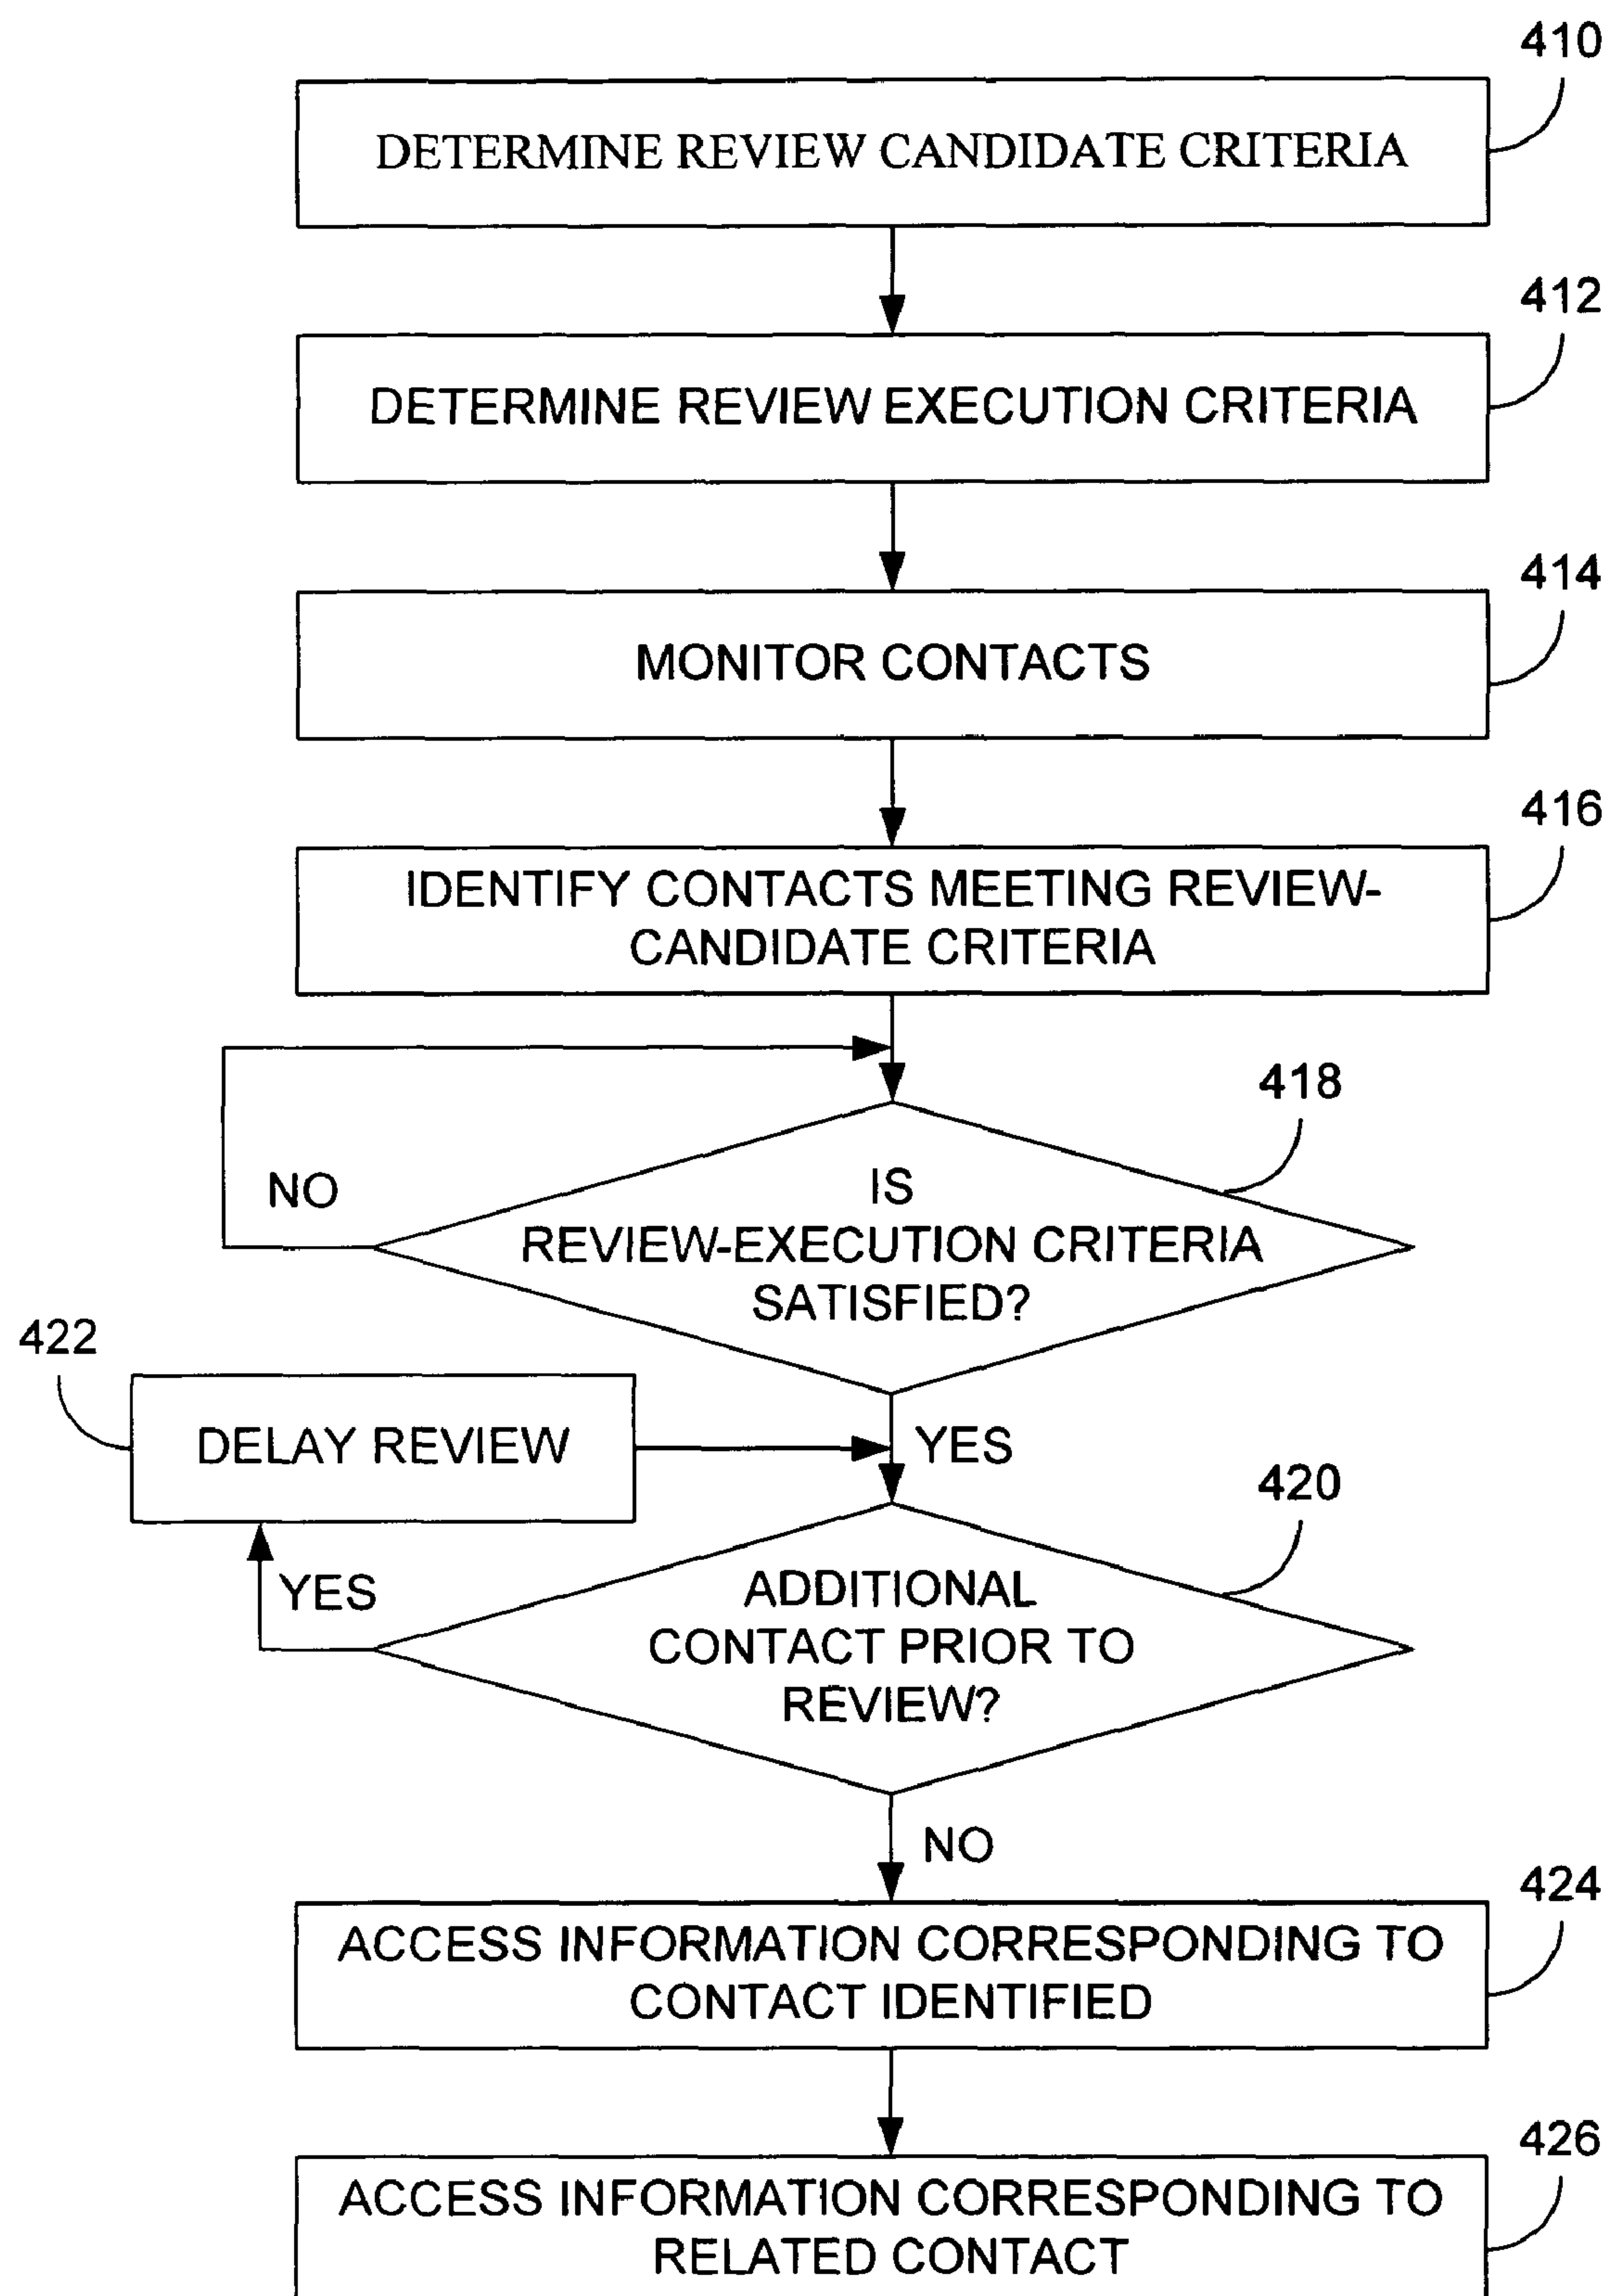 410
DETERMINE REVIEW CANDIDATE CRITERIA
412
DETERMINE REVIEW EXECUTION CRITERIA
414
MONITOR CONTACTS
416
IDENTIFY CONTACTS MEETING REVIEW-
CANDIDATE CRITERIA
418
NO
IS
REVIEW-EXECUTION CRITERIA
SATISFIED?
422
DELAY REVIEW
YES
420
YES
ADDITIONAL
CONTACT PRIOR TO
REVIEW?
NO
424
ACCESS INFORMATION CORRESPONDING TO
CONTACT IDENTIFIED
426
ACCESS INFORMATION CORRESPONDING TO
RELATED CONTACT